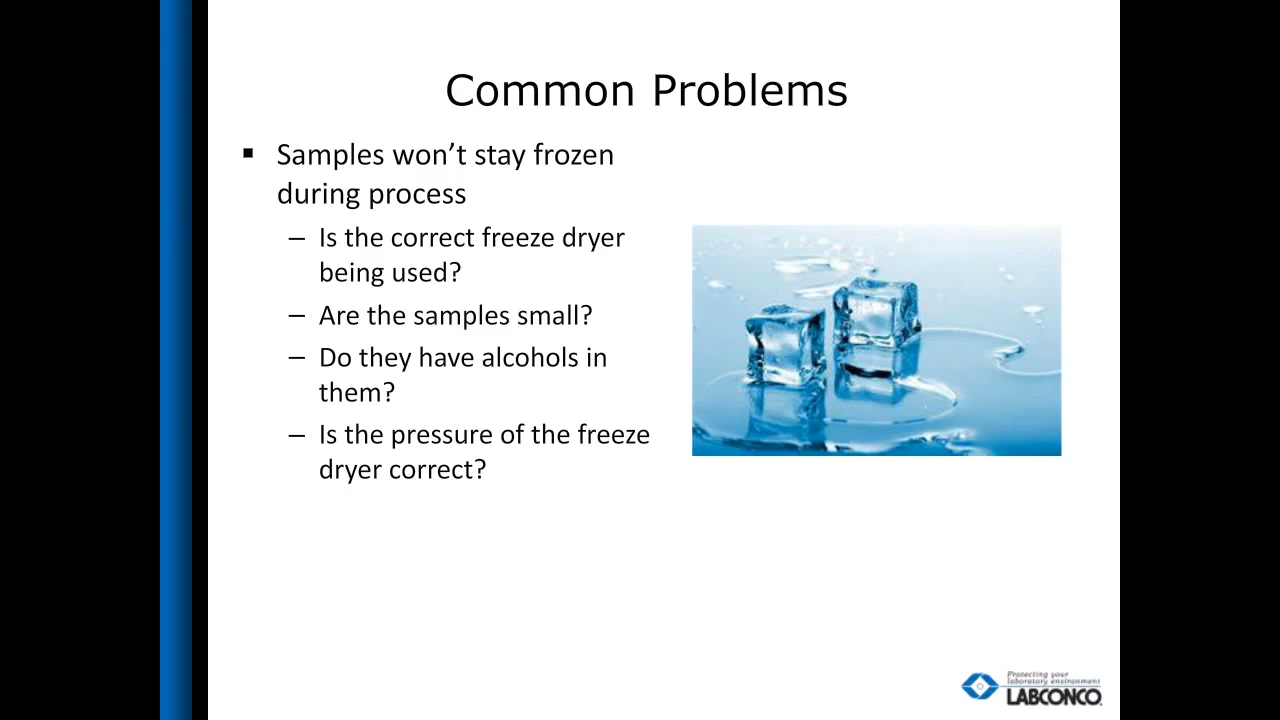 Common Problems
▪ Samples won’t stay frozen
during process
– Is the correct freeze dryer
being used?
– Are the samples small?
– Do they have alcohols in
them?
– Is the pressure of the freeze
dryer correct?
Protecting your
laboratory environment
LABCONCO